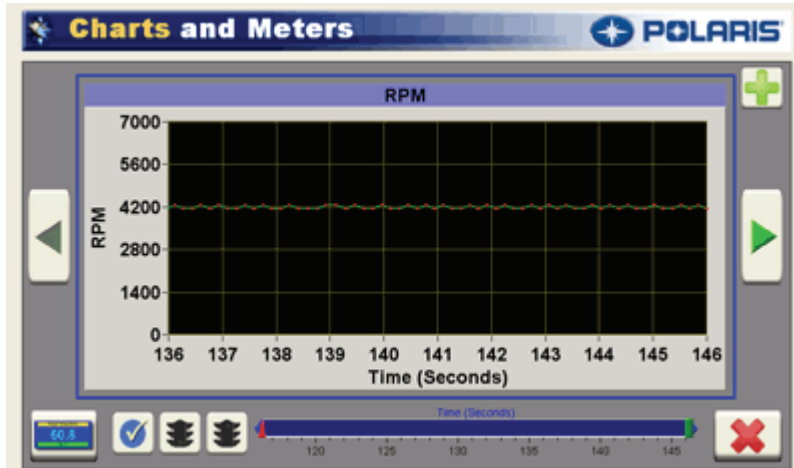 Charts and Meters
POLARIS
RPM
7000
5600
4200
2800
1400
0
RPM
136 137 138 139 140 141 142 143 144 145 146
Time (Seconds)
60.8
Time (Seconds)
120 125 130 135 140 145